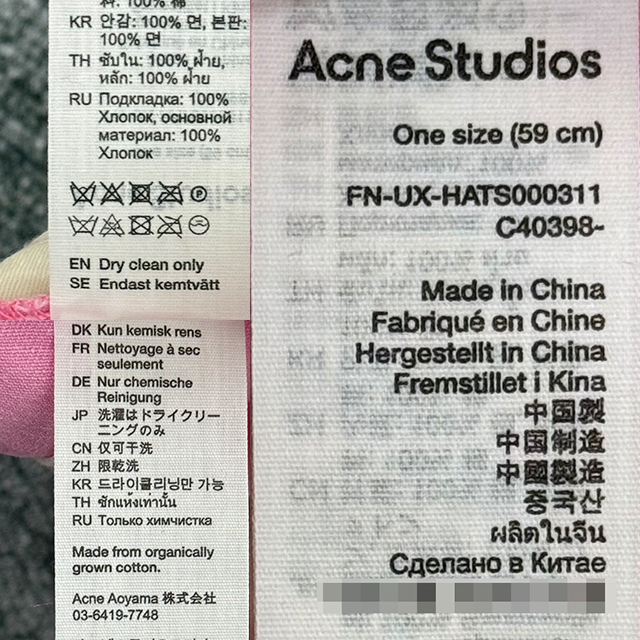 KR 안감: 100% 면, 본판:
100% 면
TH ซับใน: 100% ฝ้าย,
หลัก: 100% ฝ้าย
RU Подкладка: 100%
Хлопок, основной
материал: 100%
Хлопок
EN Dry clean only
SE Endast kemtvätt
DK Kun kemisk rens
FR Nettoyage à sec
seulement
DE Nur chemische
Reinigung
JP 洗濯はドライクリー
ニングのみ
CN 仅可干洗
ZH 限乾洗
KR 드라이클리닝만 가능
TH ซักแห้งเท่านั้น
RU Только химчистка
Made from organically
grown cotton.
Acne Aoyama 株式会社
03-6419-7748
Acne Studios
One size (59 cm)
FN-UX-HATS000311
C40398-
Made in China
Fabriqué en Chine
Hergestellt in China
Fremstillet i Kina
中国製
中国制造
中國製造
중국산
ผลิตในจีน
Сделано в Китае